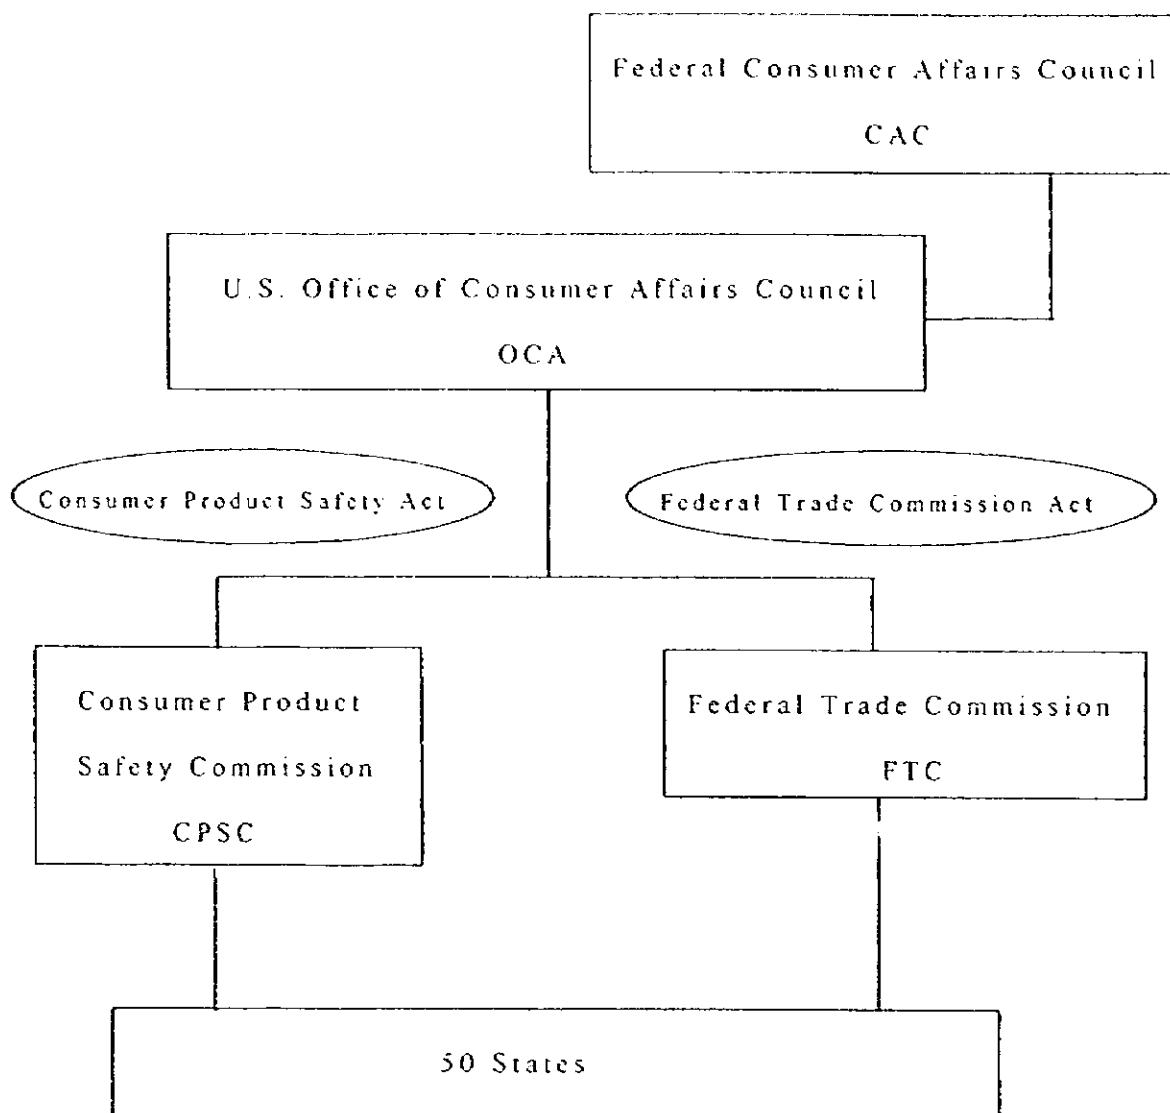 Federal Consumer Affairs Council
CAC
U.S. Office of Consumer Affairs Council
OCA
Consumer Product Safety Act
Federal Trade Commission Act
Consumer Product
Safety Commission
CPSC
Federal Trade Commission
FTC
50 States